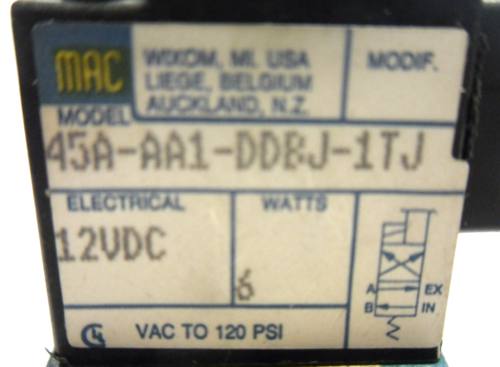 MAC
WIXOM, MI. USA
LIEGE, BELGIUM
AUCKLAND, N.Z.
MODIF.
MODEL
45A-AA1-DDBJ-1TJ
ELECTRICAL
WATTS
12VDC
6
A EX
B IN
VAC TO 120 PSI